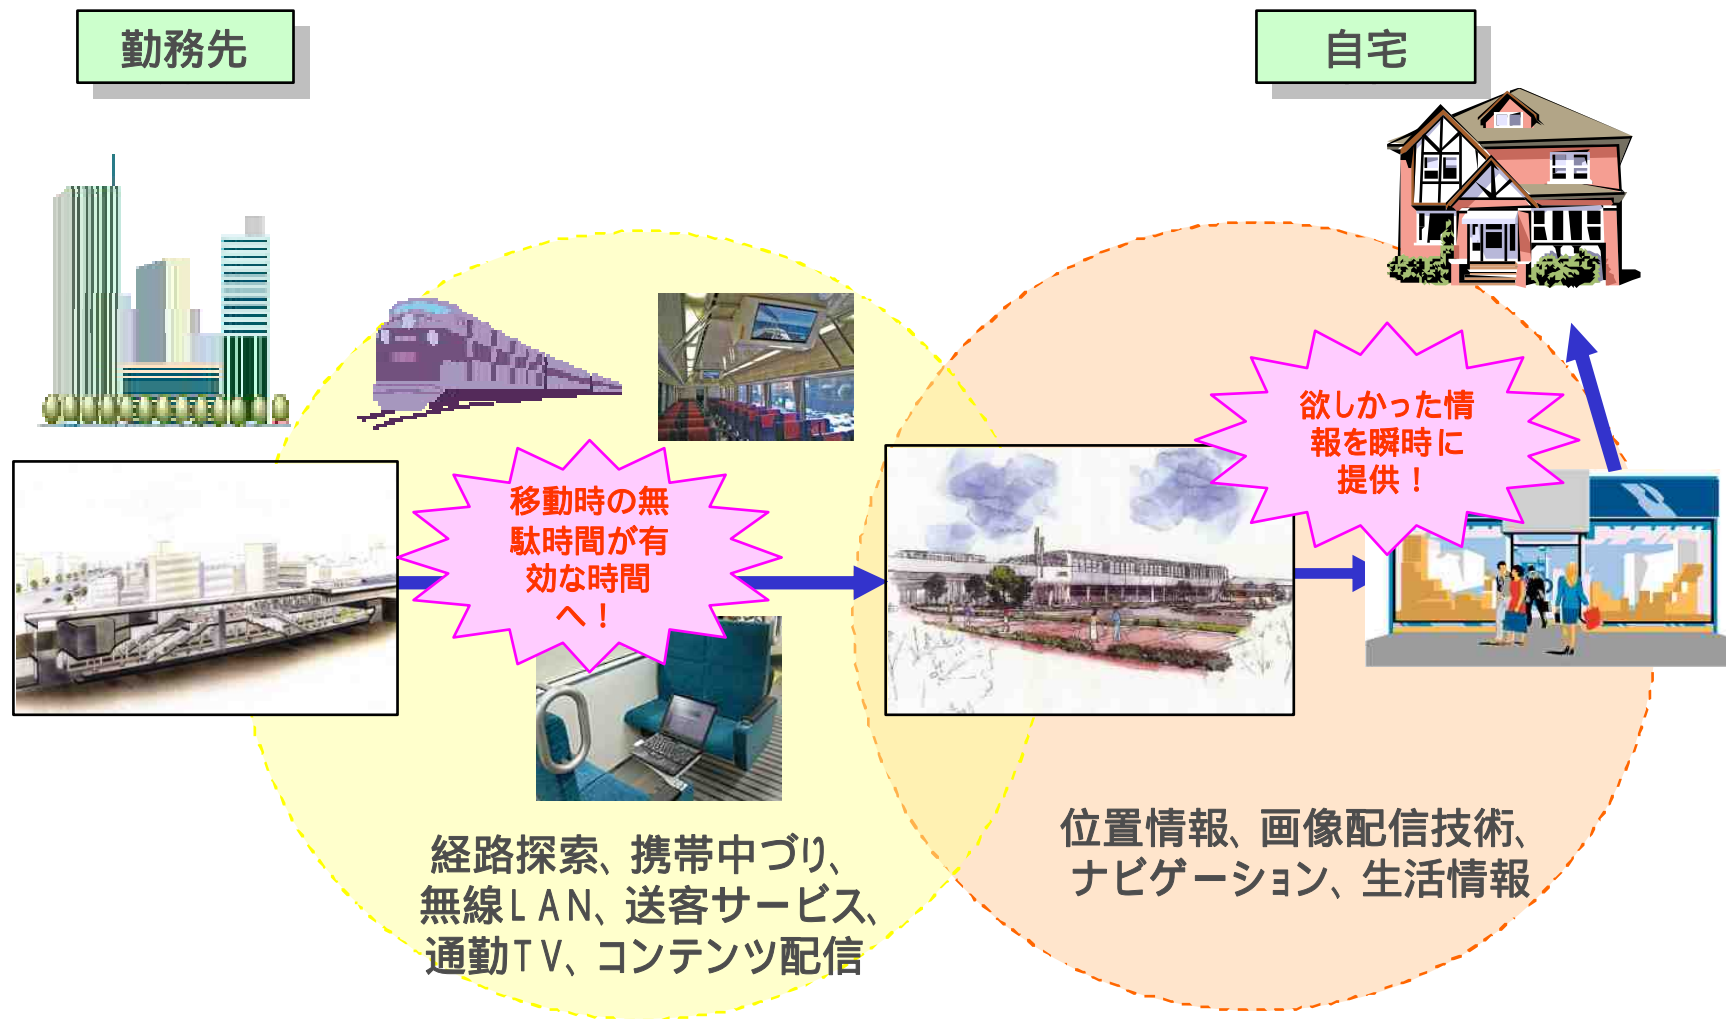 勤務先
自宅
欲しかった情
報を瞬時に
提供！
移動時の無
駄時間が有
効な時間
へ！
経路探索、携帯中づり、
無線LAN、送客サービス、
通勤TV、コンテンツ配信
位置情報、画像配信技術、
ナビゲーション、生活情報